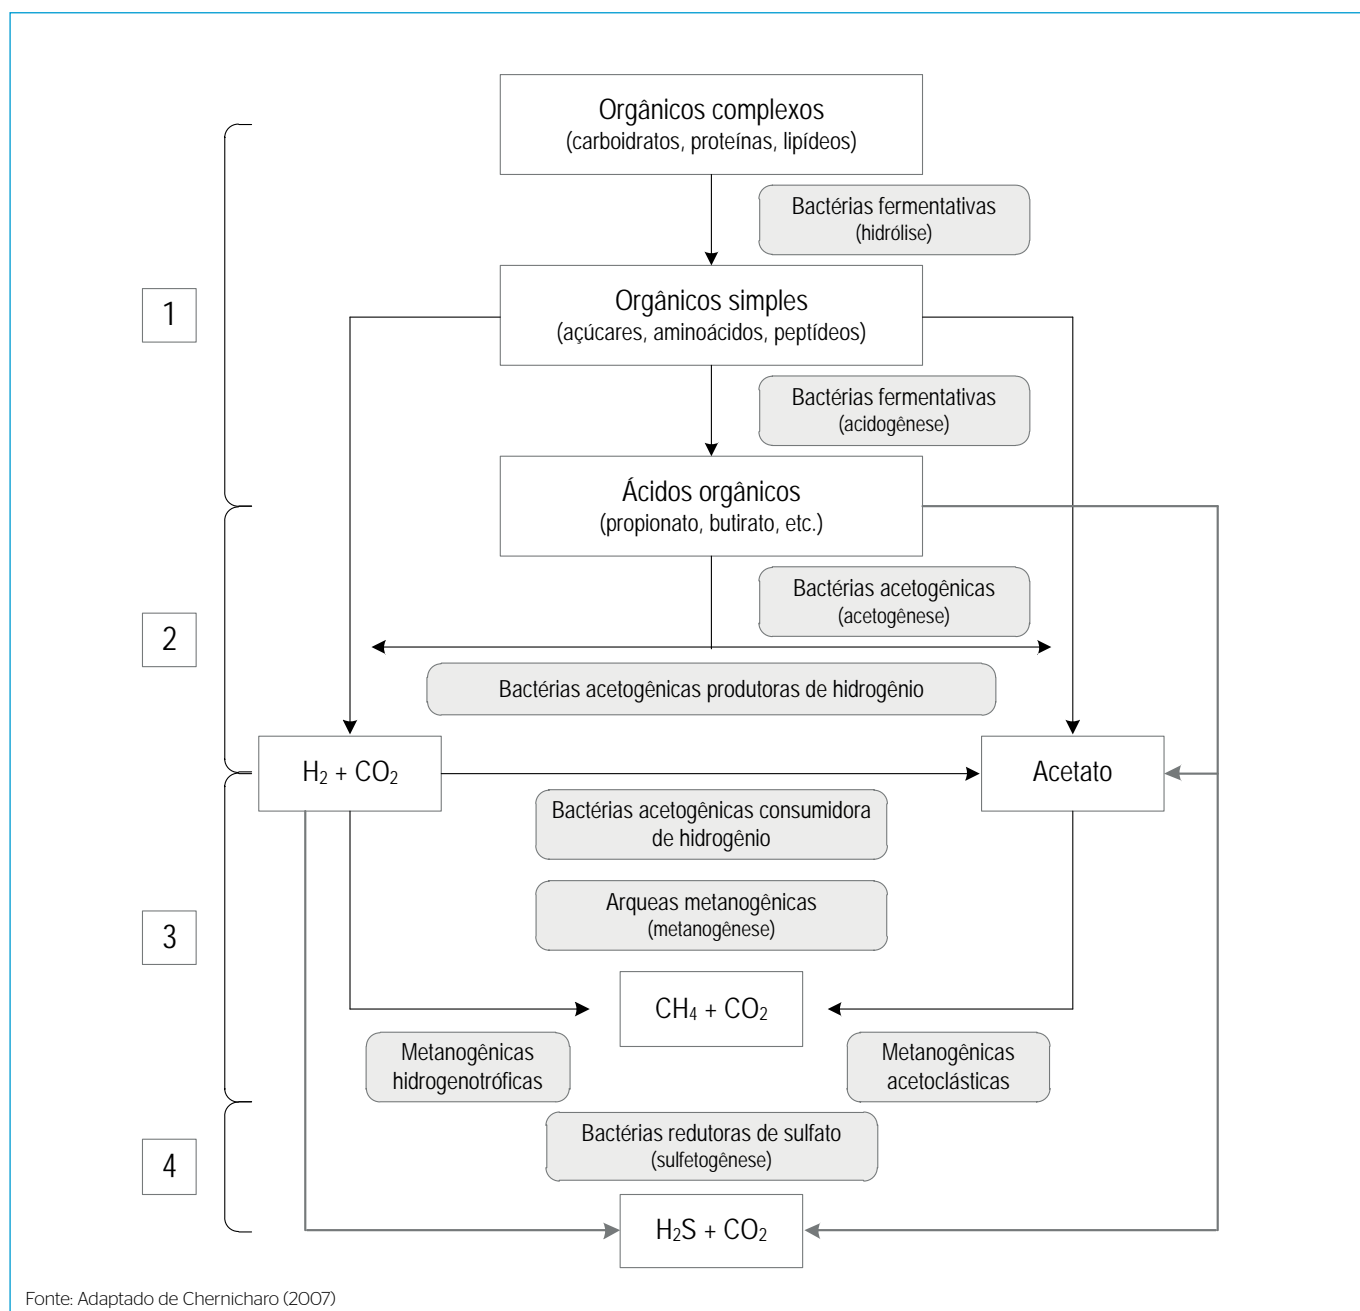 Orgânicos complexos
(carboidratos, proteínas, lipídeos)
Bactérias fermentativas
(hidrólise)
1
Orgânicos simples
(açúcares, aminoácidos, peptídeos)
Bactérias fermentativas
(acidogênese)
Ácidos orgânicos
(propionato, butirato, etc.)
2
Bactérias acetogênicas
(acetogênese)
Bactérias acetogênicas produtoras de hidrogênio
H₂ + CO₂
Acetato
Bactérias acetogênicas consumidora
de hidrogênio
3
Arqueas metanogênicas
(metanogênese)
CH₄ + CO₂
Metanogênicas
hidrogenotróficas
Metanogênicas
acetoclásticas
4
Bactérias redutoras de sulfato
(sulfetogênese)
H₂S + CO₂
Fonte: Adaptado de Chernicharo (2007)